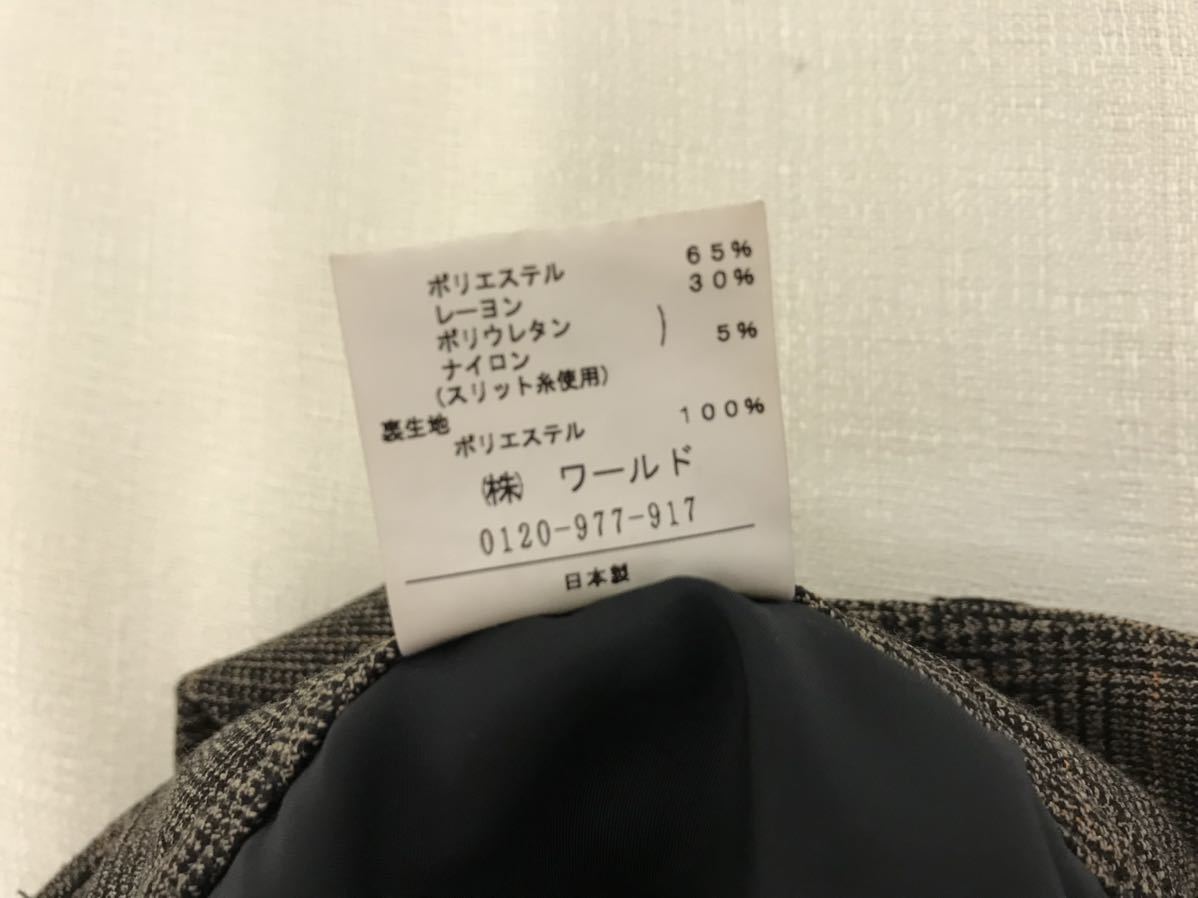 ポリエステル 65%
レーヨン 30%
ポリウレタン ) 5%
ナイロン
(スリット糸使用)
裏生地
ポリエステル 100%
㈱ ワールド
0120-977-917
日本製